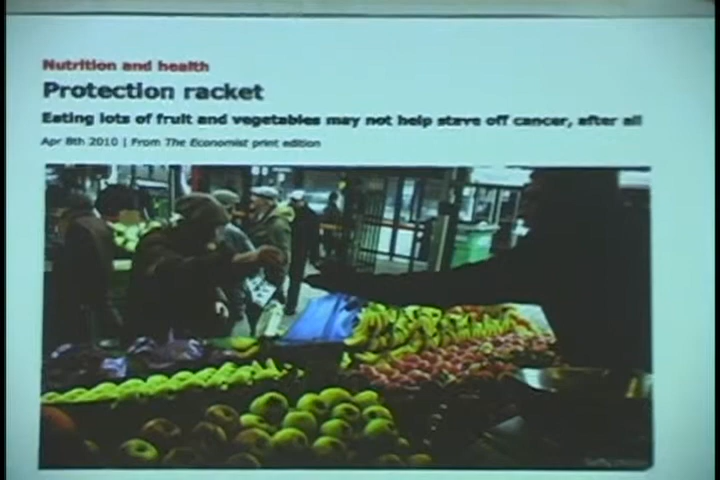 Nutrition and health
Protection racket
Eating lots of fruit and vegetables may not help stave off cancer, after all
Apr 8th 2010 | From The Economist print edition